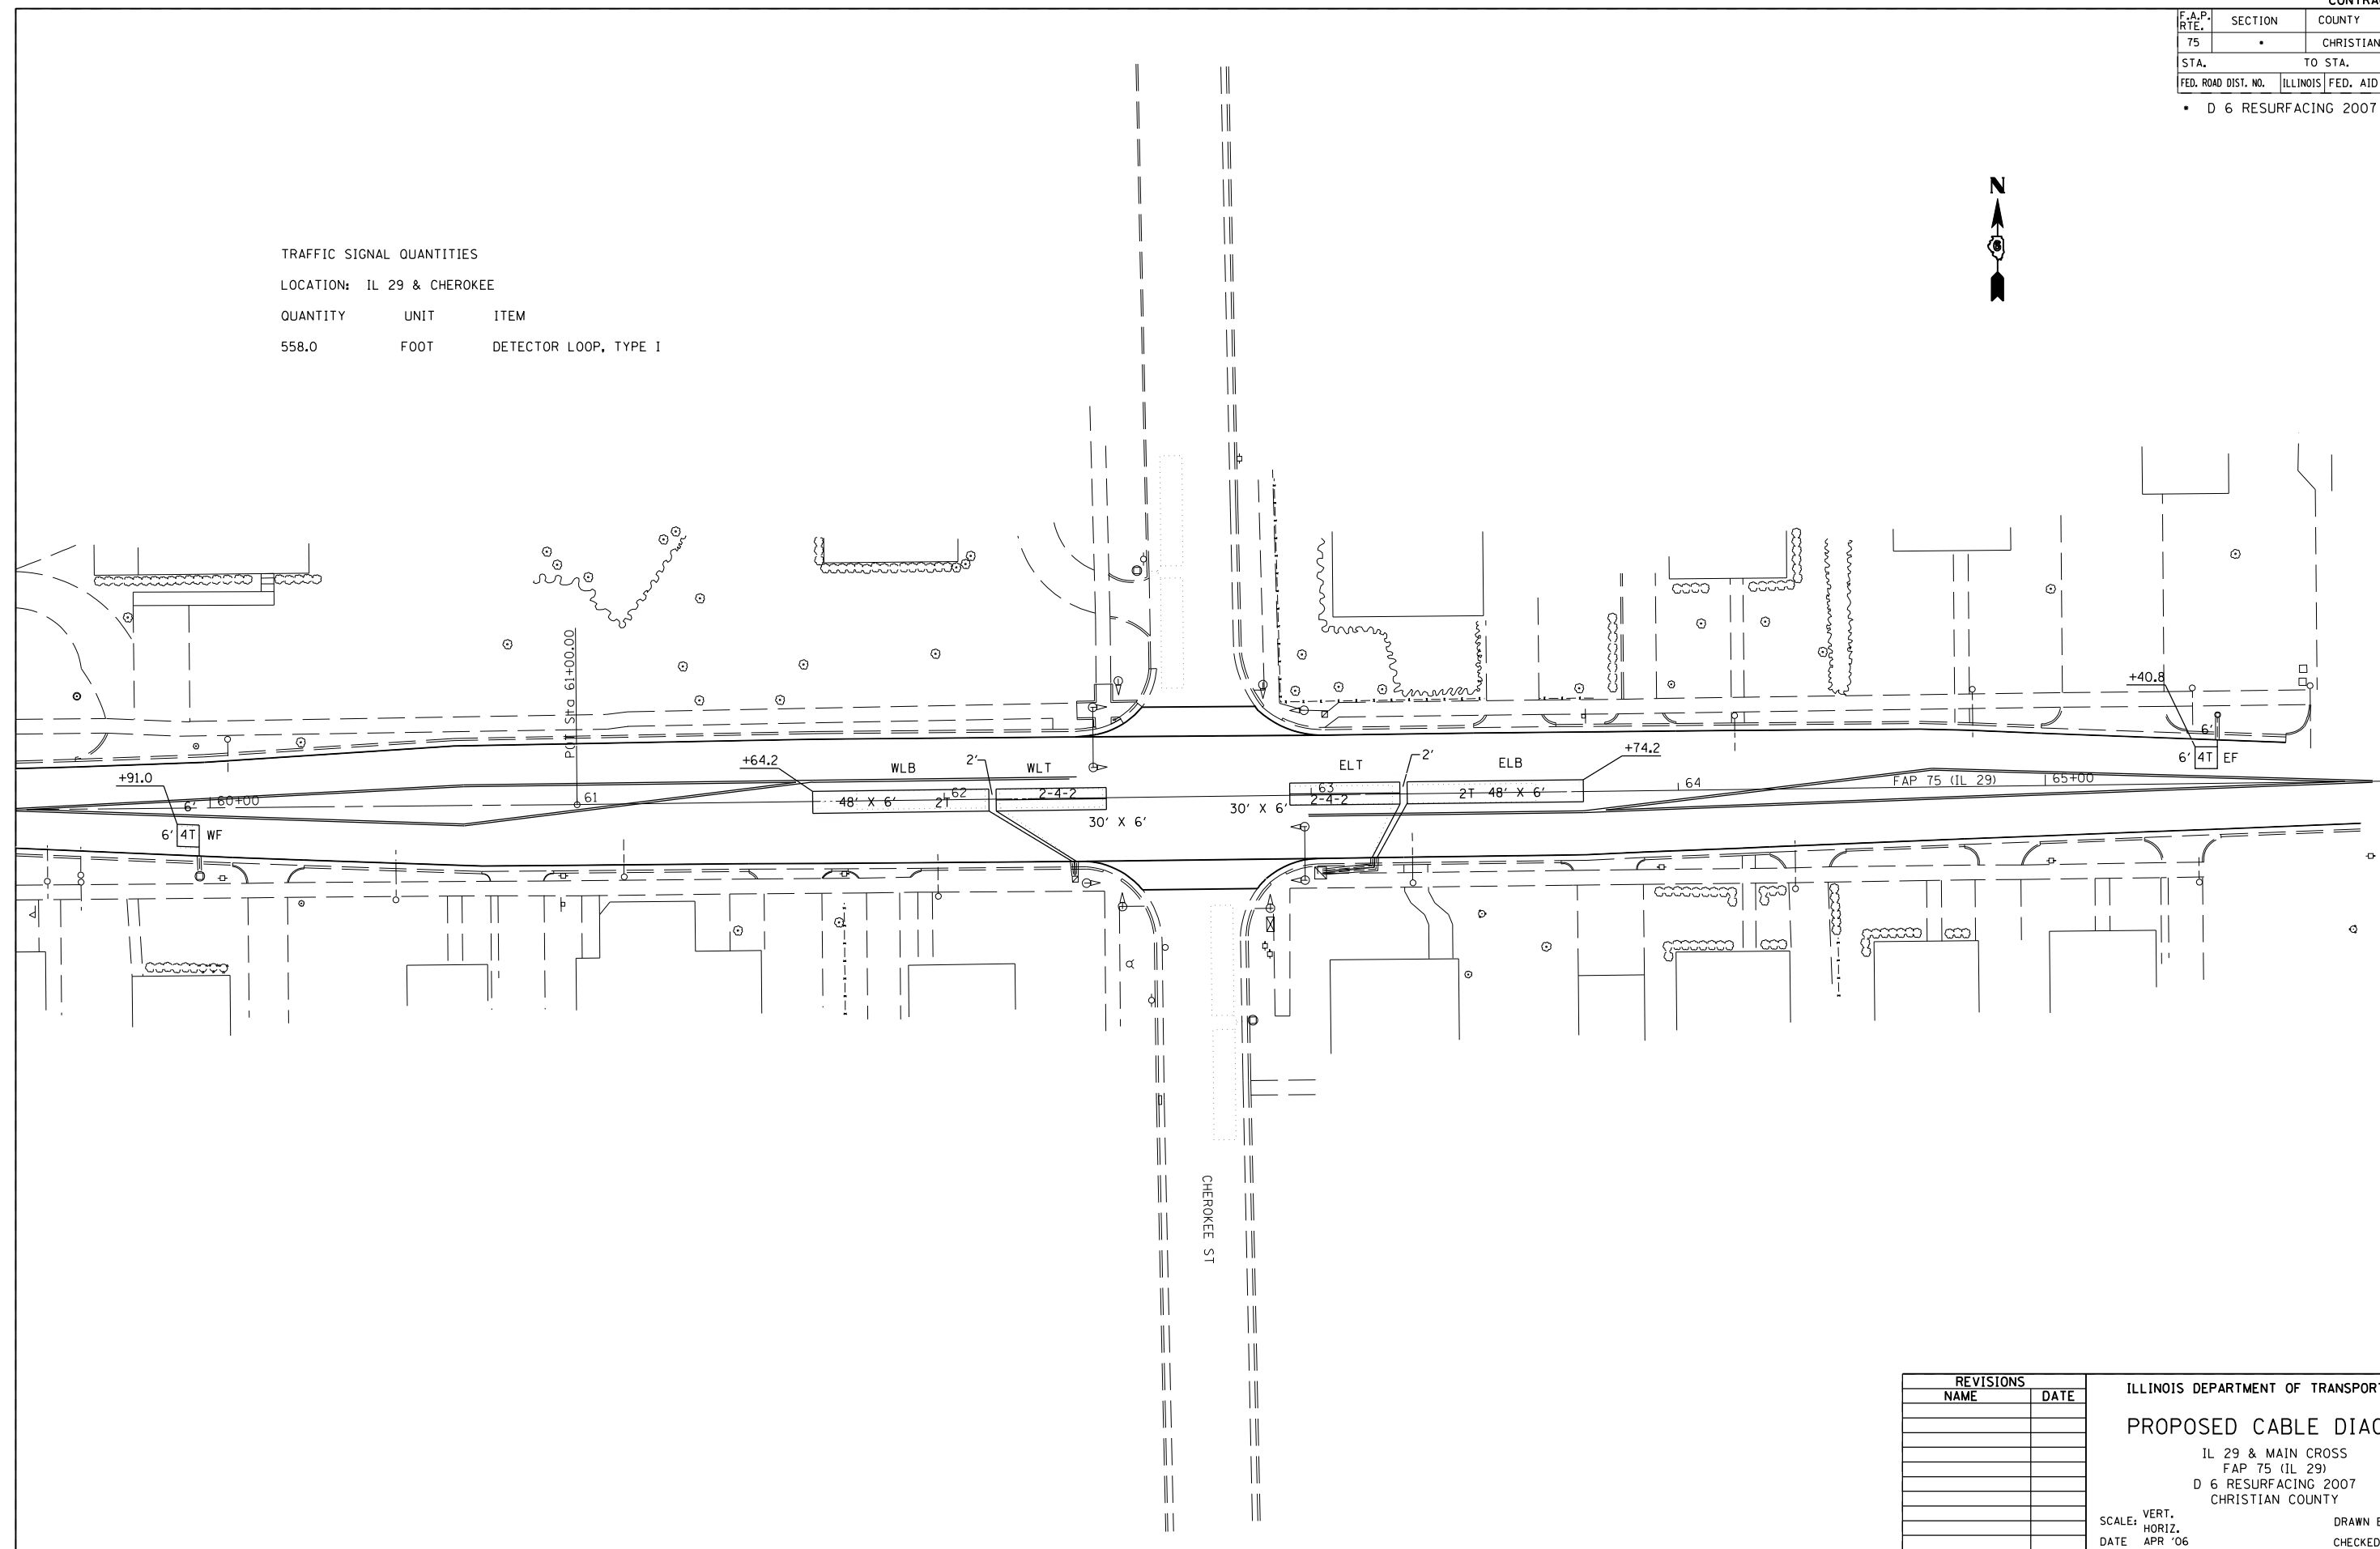 F.A.P. RTE. SECTION COUNTY
75 • CHRISTIAN
STA. TO STA.
FED. ROAD DIST. NO. ILLINOIS FED. AID
• D 6 RESURFACING 2007
N
6
TRAFFIC SIGNAL QUANTITIES
LOCATION: IL 29 & CHEROKEE
QUANTITY UNIT ITEM
558.0 FOOT DETECTOR LOOP, TYPE I
Sta 61+00.00
+40.8
6'
6' 4T EF
+91.0
6' 60+00
6' 4T WF
61
+64.2
WLB
2'
WLT
48' X 6' 2T
62
2-4-2
30' X 6'
ELT
2'
ELB
+74.2
63
2-4-2
30' X 6'
2T 48' X 6'
64
FAP 75 (IL 29)
65+00
CHEROKEE ST
REVISIONS
NAME DATE
ILLINOIS DEPARTMENT OF
PROPOSED CABLE
IL 29 & MAIN CROSS
FAP 75 (IL 29)
D 6 RESURFACING 2007
CHRISTIAN COUNTY
SCALE: VERT.
HORIZ.
DATE APR '06
DRAWN
CHECKED